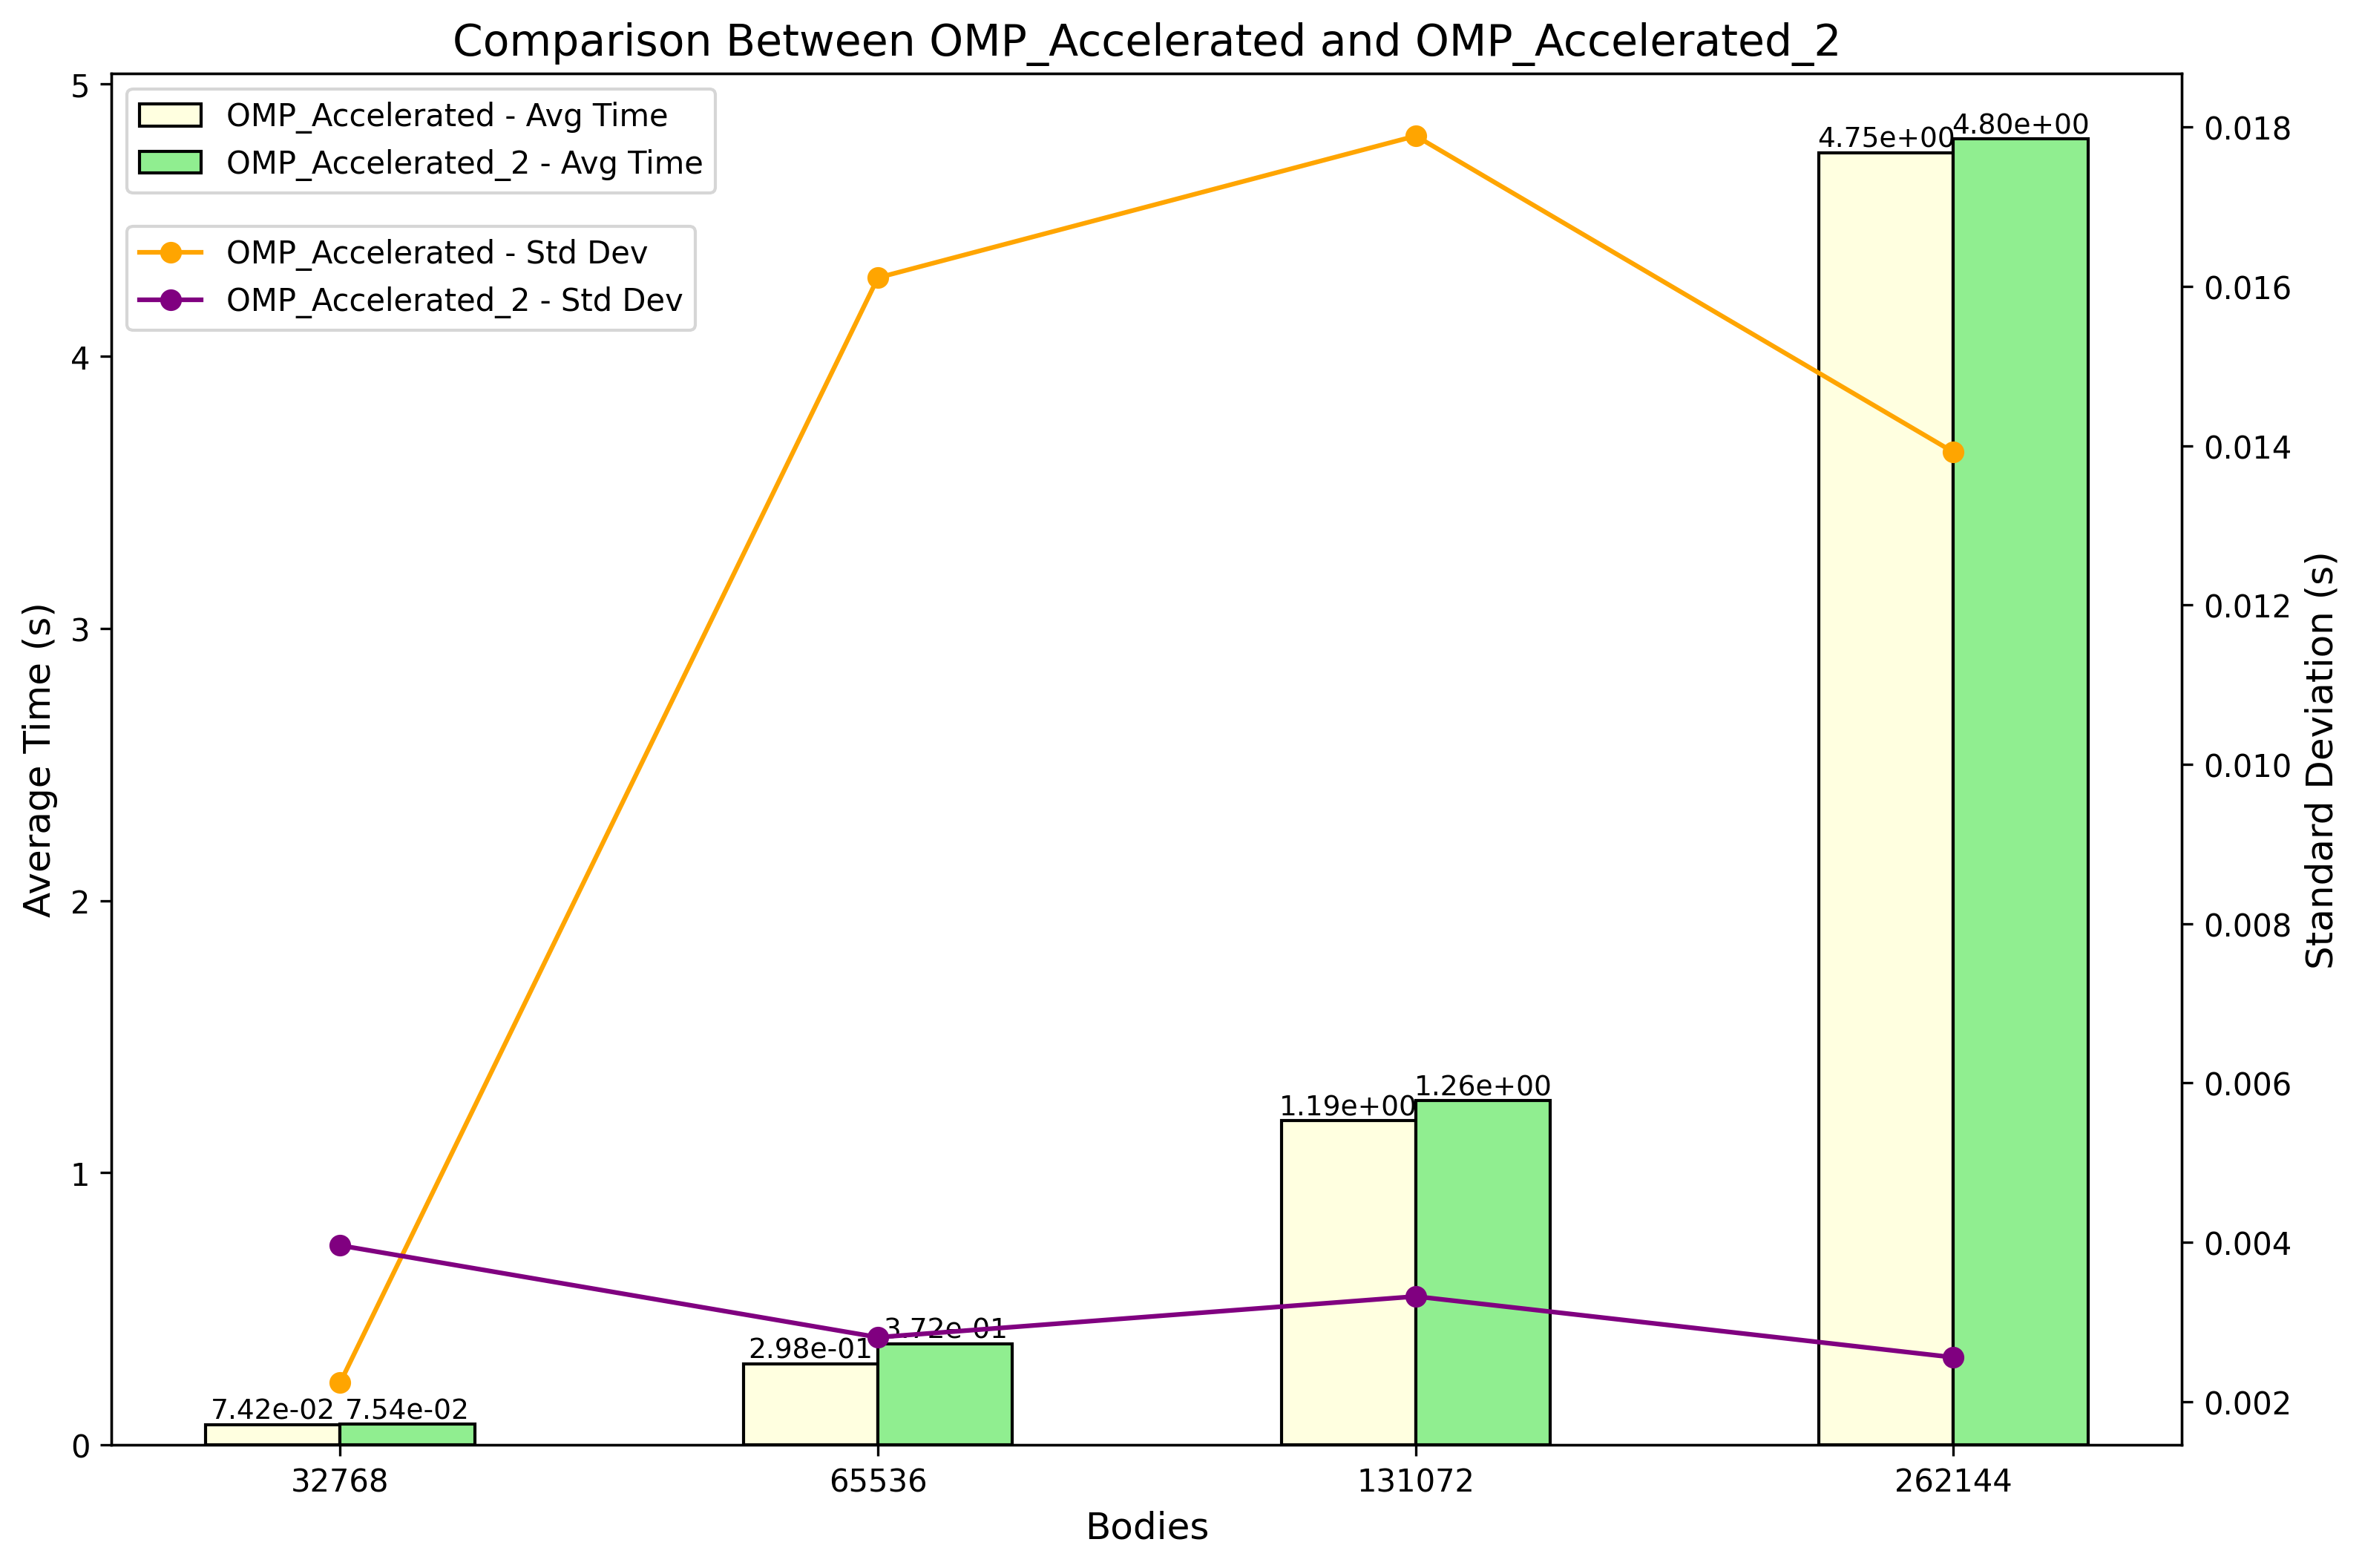 Comparison Between OMP_Accelerated and OMP_Accelerated_2
OMP_Accelerated - Avg Time
OMP_Accelerated_2 - Avg Time
OMP_Accelerated - Std Dev
OMP_Accelerated_2 - Std Dev
Average Time (s)
5
4
3
2
1
0
7.42e-02
7.54e-02
2.98e-01
3.72e-01
1.19e+00
1.26e+00
4.75e+00
4.80e+00
0.018
0.016
0.014
0.012
0.010
0.008
0.006
0.004
0.002
Standard Deviation (s)
32768
65536
131072
262144
Bodies